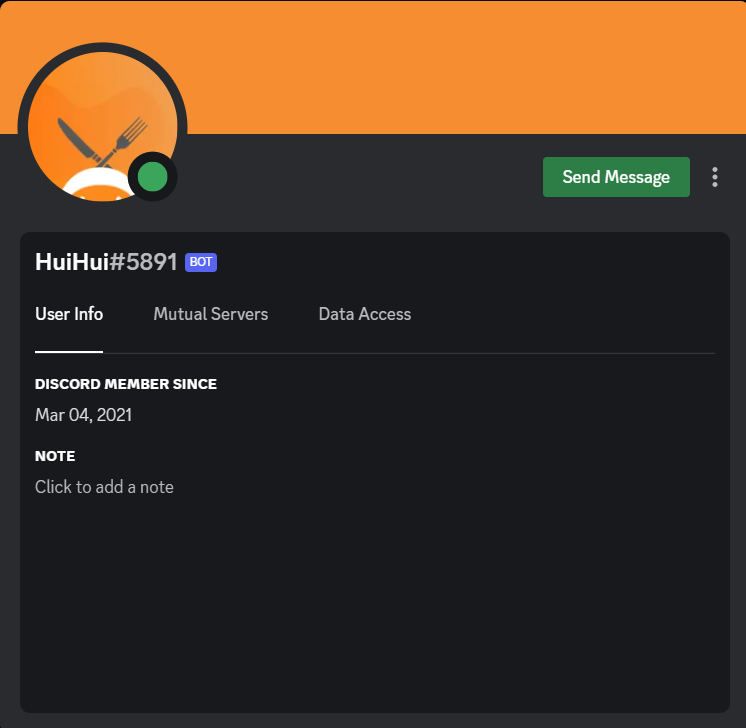 Send Message
HuiHui#5891 BOT
User Info Mutual Servers Data Access
DISCORD MEMBER SINCE
Mar 04, 2021
NOTE
Click to add a note